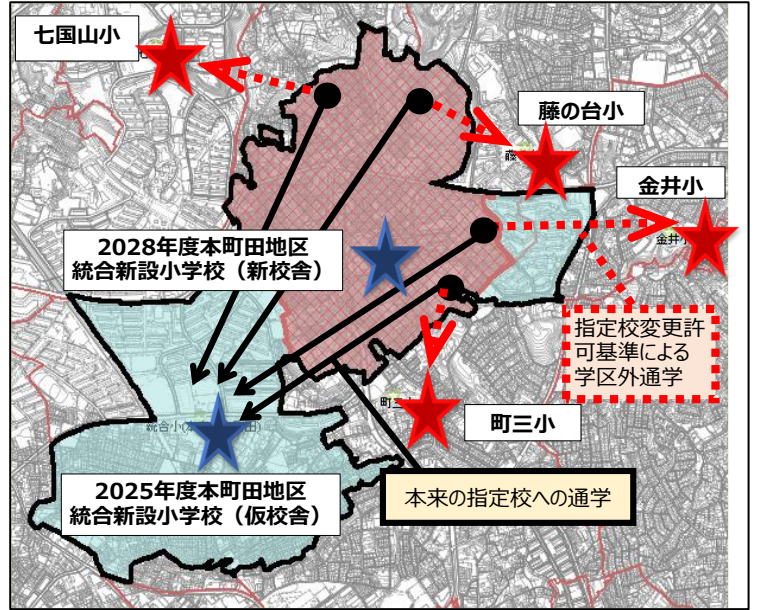 七国山小
藤の台小
金井小
2028年度本町田地区
統合新設小学校（新校舎）
指定校変更許
可基準による
学区外通学
町三小
2025年度本町田地区
統合新設小学校（仮校舎）
本来の指定校への通学